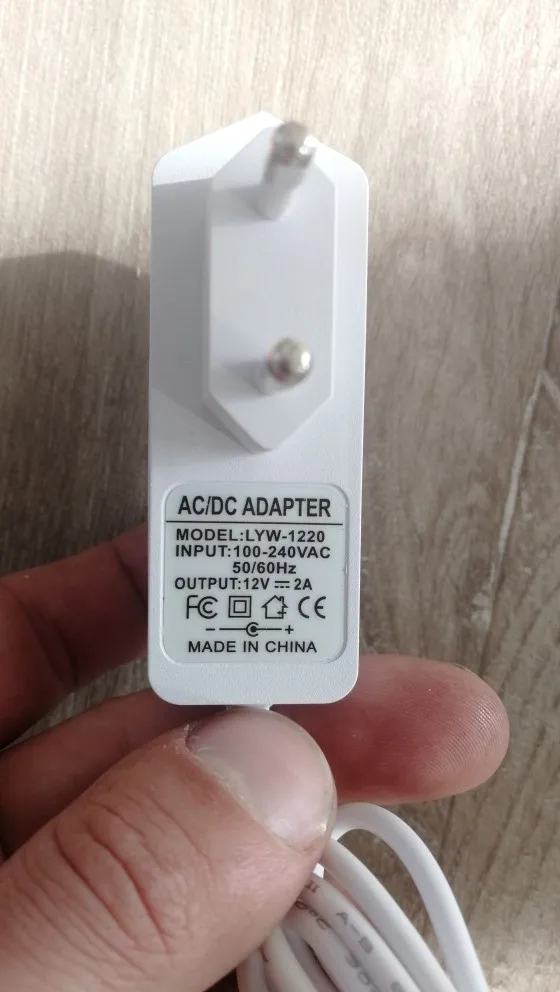 AC/DC ADAPTER
MODEL:LYW-1220
INPUT:100-240VAC
50/60Hz
OUTPUT:12V ⎓ 2A
FC CE
- +
MADE IN CHINA
II
A-B